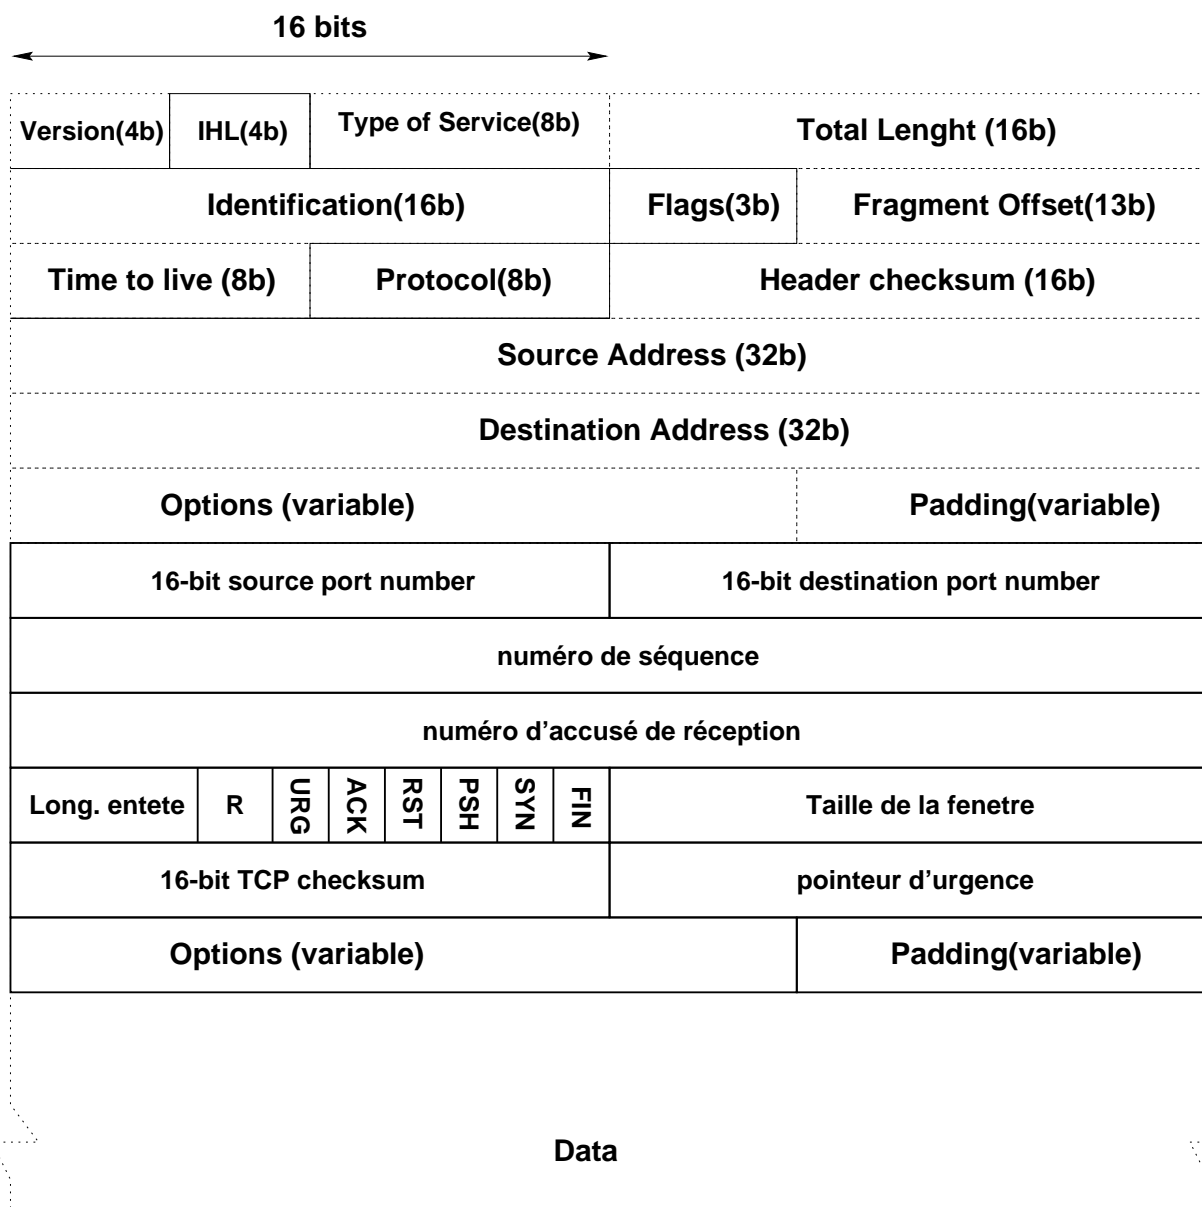 16 bits
Version(4b) IHL(4b) Type of Service(8b) Total Lenght (16b)
Identification(16b) Flags(3b) Fragment Offset(13b)
Time to live (8b) Protocol(8b) Header checksum (16b)
Source Address (32b)
Destination Address (32b)
Options (variable) Padding(variable)
16-bit source port number 16-bit destination port number
numéro de séquence
numéro d’accusé de réception
Long. entete R URG ACK RST PSH SYN FIN Taille de la fenetre
16-bit TCP checksum pointeur d’urgence
Options (variable) Padding(variable)
Data